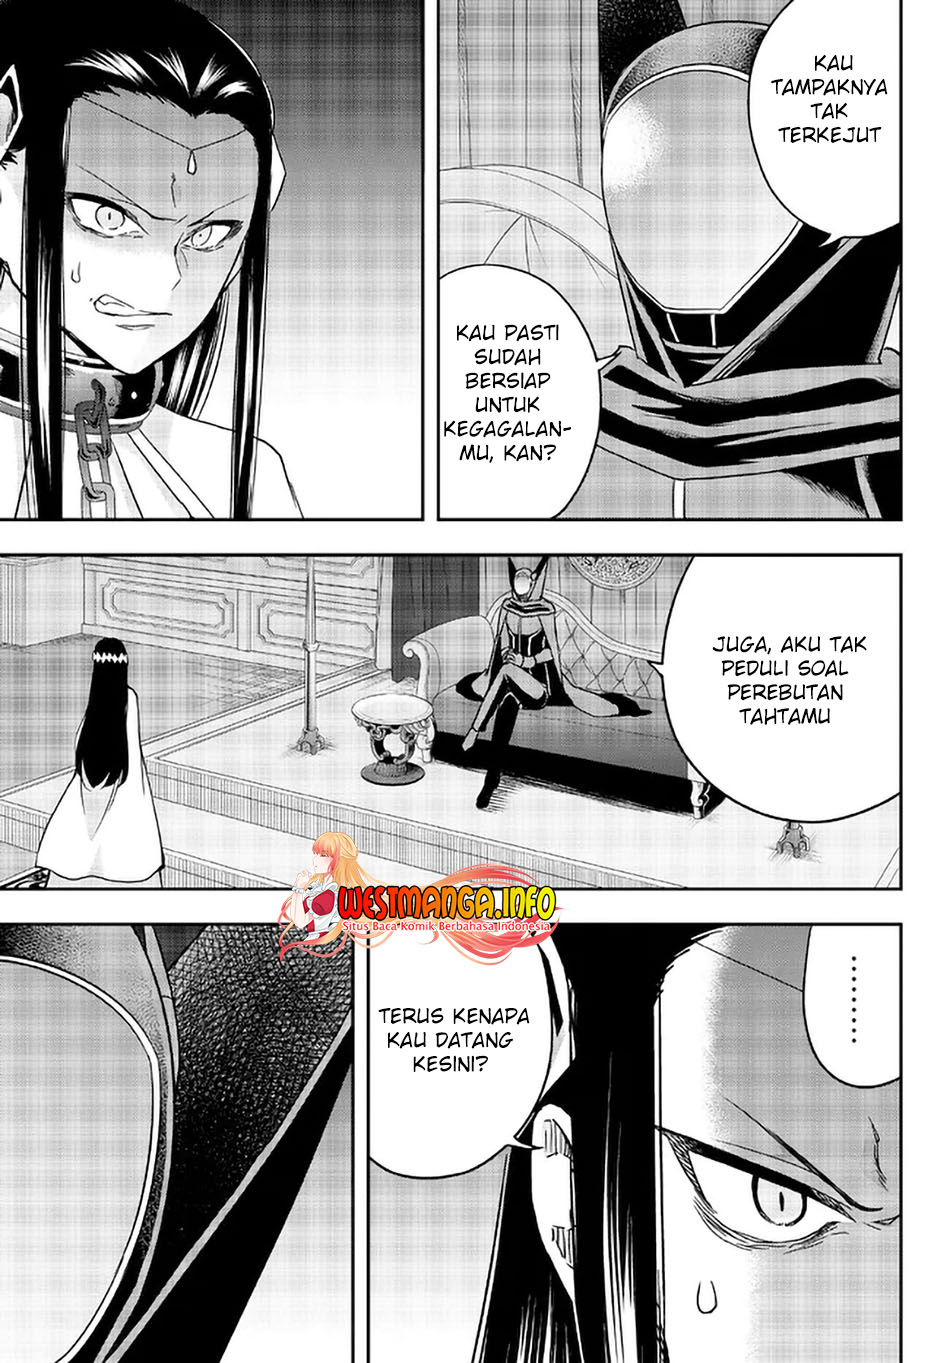 KAU
TAMPAKNYA
TAK
TERKEJUT
KAU PASTI
SUDAH
BERSIAP
UNTUK
KEGAGALAN-
MU, KAN?
JUGA, AKU TAK
PEDULI SOAL
PEREBUTAN
TAHTAMU
WESTMANGA.INFO
Situs Baca Komik Berbahasa Indonesia
.........
TERUS KENAPA
KAU DATANG
KESINI?